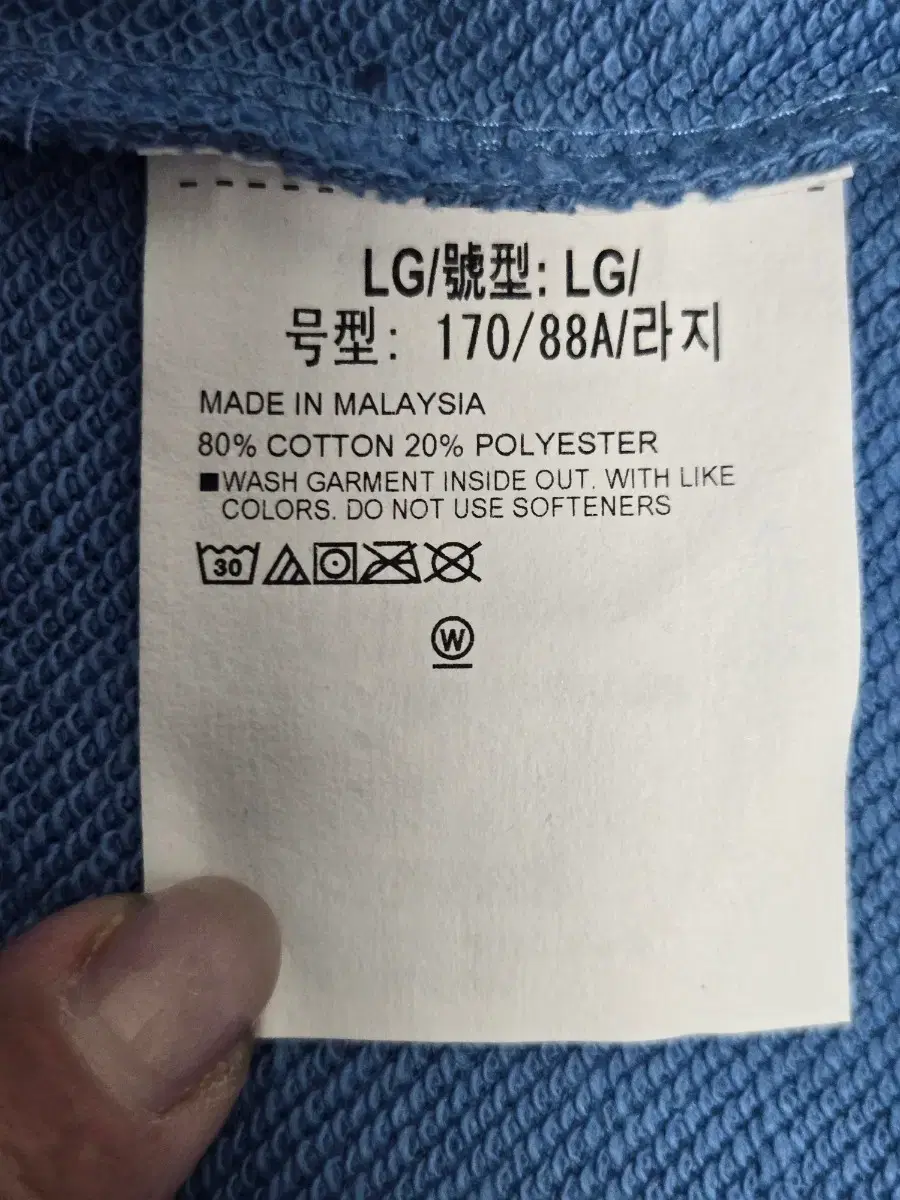 LG/號型: LG/
号型: 170/88A/라지
MADE IN MALAYSIA
80% COTTON 20% POLYESTER
■WASH GARMENT INSIDE OUT. WITH LIKE
COLORS. DO NOT USE SOFTENERS
30
W